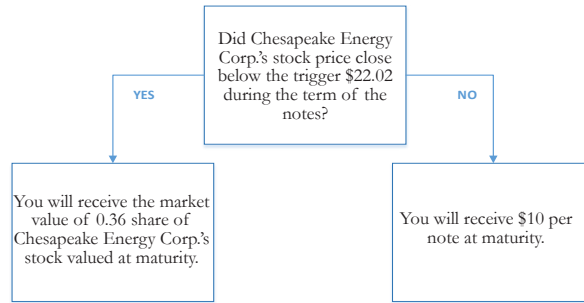 Did Chesapeake Energy
Corp.'s stock price close
below the trigger $22.02
during the term of the
notes?
YES
NO
You will receive the market
value of 0.36 share of
Chesapeake Energy Corp.'s
stock valued at maturity.
You will receive $10 per
note at maturity.